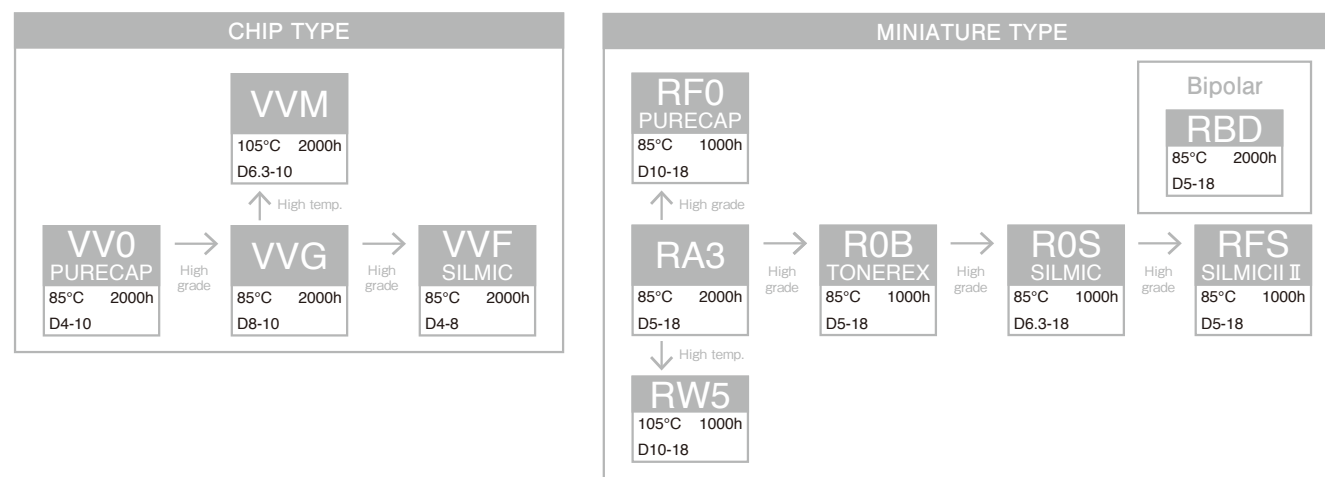 CHIP TYPE
VVM
105°C 2000h
D6.3-10
High temp.
VV0
PURECAP
85°C 2000h
D4-10
High
grade
VVG
85°C 2000h
D8-10
High
grade
VVF
SILMIC
85°C 2000h
D4-8
MINIATURE TYPE
RF0
PURECAP
85°C 1000h
D10-18
High grade
Bipolar
RBD
85°C 2000h
D5-18
RA3
85°C 2000h
D5-18
High
grade
R0B
TONEREX
85°C 1000h
D5-18
High
grade
R0S
SILMIC
85°C 1000h
D6.3-18
High
grade
RFS
SILMICII Ⅱ
85°C 1000h
D5-18
High temp.
RW5
105°C 1000h
D10-18